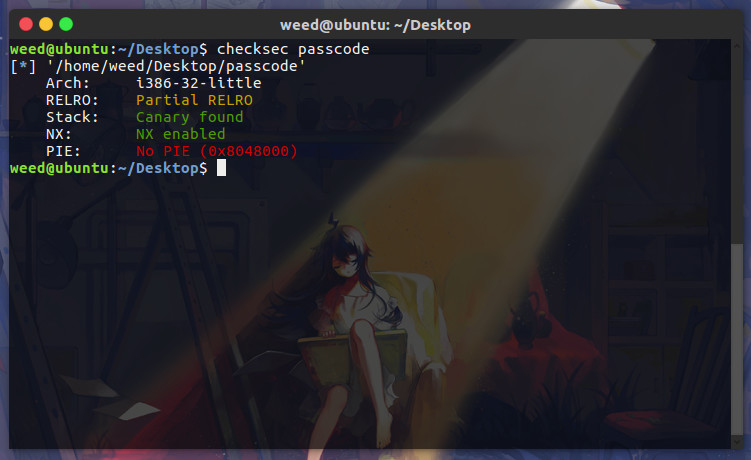 weed@ubuntu: ~/Desktop
weed@ubuntu:~/Desktop$ checksec passcode
[*] '/home/weed/Desktop/passcode'
Arch: i386-32-little
RELRO: Partial RELRO
Stack: Canary found
NX: NX enabled
PIE: No PIE (0x8048000)
weed@ubuntu:~/Desktop$